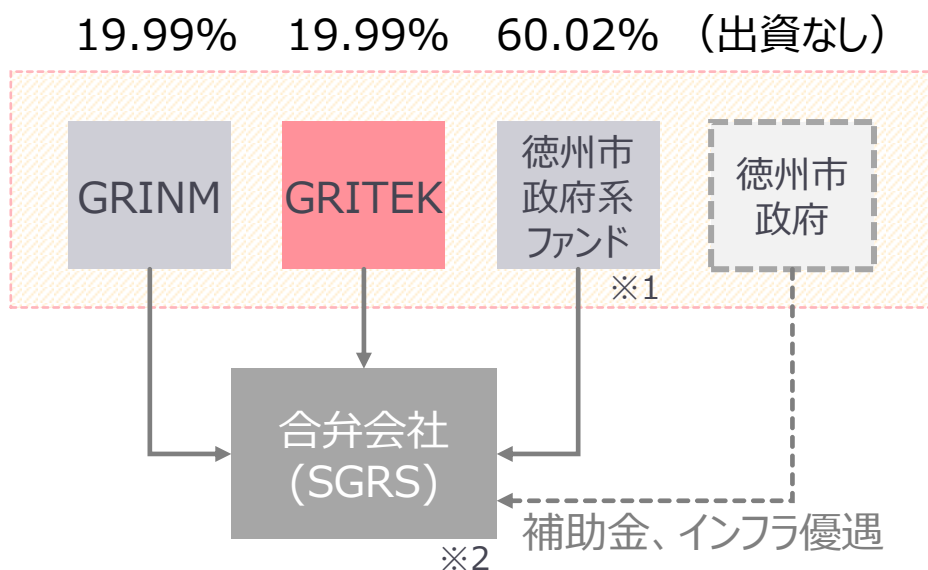 19.99% 19.99% 60.02% （出資なし）
GRINM
GRITEK
徳州市
政府系
ファンド
※1
徳州市
政府
合弁会社
(SGRS)
※2
補助金、インフラ優遇